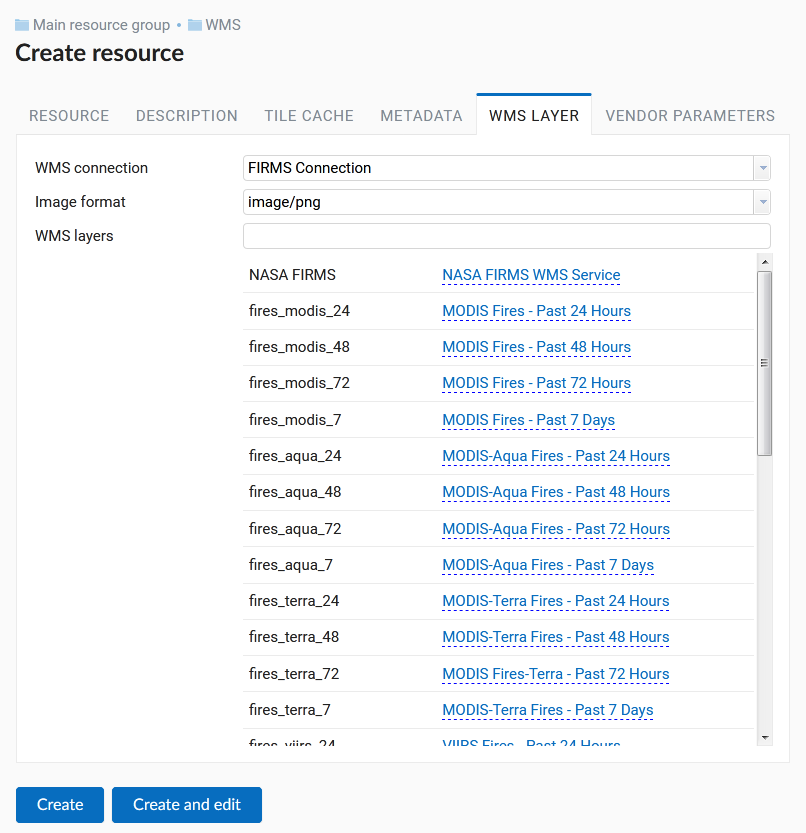 Main resource group • WMS
Create resource
RESOURCE DESCRIPTION TILE CACHE METADATA WMS LAYER VENDOR PARAMETERS
WMS connection FIRMS Connection
Image format image/png
WMS layers
NASA FIRMS NASA FIRMS WMS Service
fires_modis_24 MODIS Fires - Past 24 Hours
fires_modis_48 MODIS Fires - Past 48 Hours
fires_modis_72 MODIS Fires - Past 72 Hours
fires_modis_7 MODIS Fires - Past 7 Days
fires_aqua_24 MODIS-Aqua Fires - Past 24 Hours
fires_aqua_48 MODIS-Aqua Fires - Past 48 Hours
fires_aqua_72 MODIS-Aqua Fires - Past 72 Hours
fires_aqua_7 MODIS-Aqua Fires - Past 7 Days
fires_terra_24 MODIS-Terra Fires - Past 24 Hours
fires_terra_48 MODIS-Terra Fires - Past 48 Hours
fires_terra_72 MODIS Fires-Terra - Past 72 Hours
fires_terra_7 MODIS-Terra Fires - Past 7 Days
fires_viirs_24 VIIRS Fires - Past 24 Hours
Create Create and edit